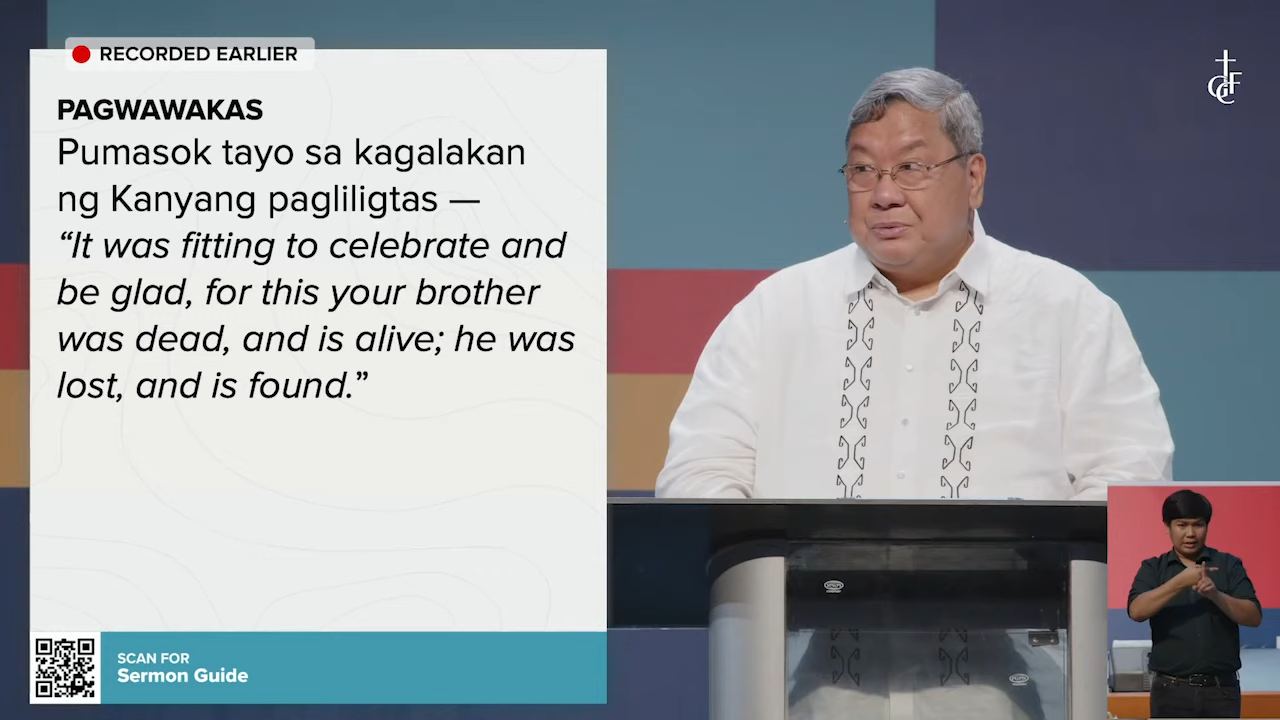 RECORDED EARLIER
PAGWAWAKAS
Pumasok tayo sa kagalakan
ng Kanyang pagliligtas —
“It was fitting to celebrate and
be glad, for this your brother
was dead, and is alive; he was
lost, and is found.”
SCAN FOR
Sermon Guide